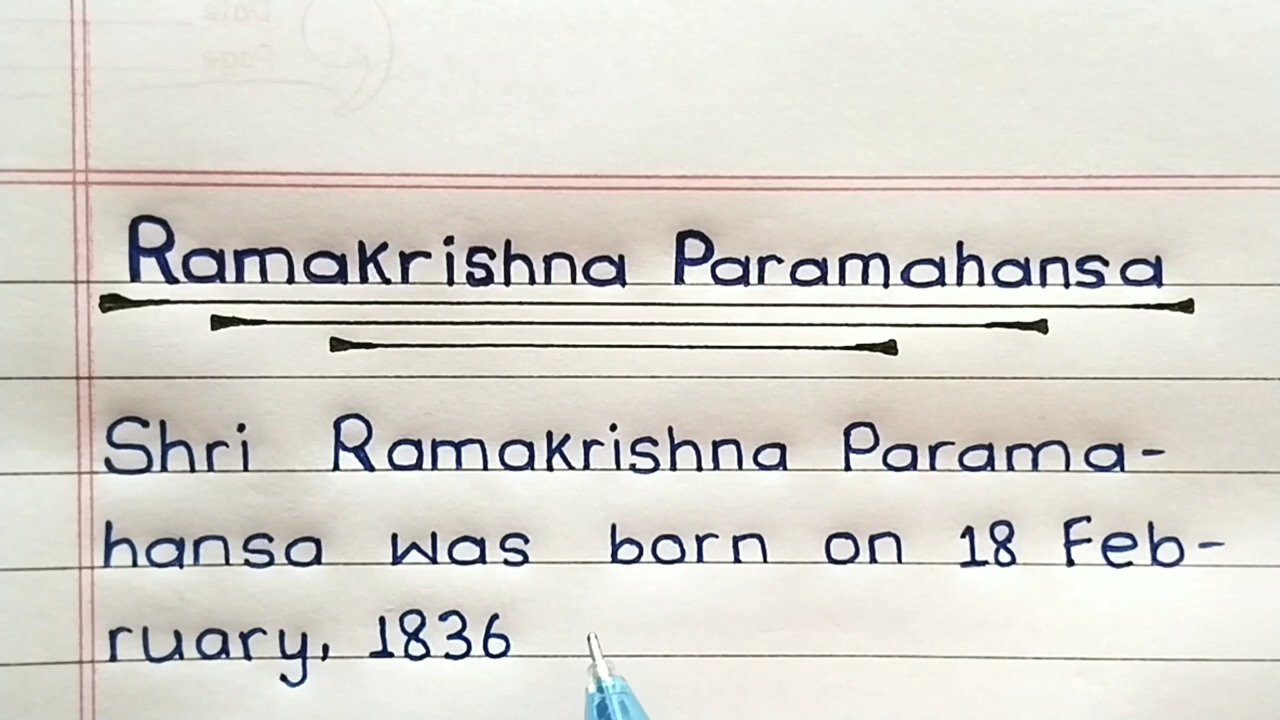 Ramakrishna Paramahansa
Shri Ramakrishna Parama-
hansa was born on 18 Feb-
ruary, 1836